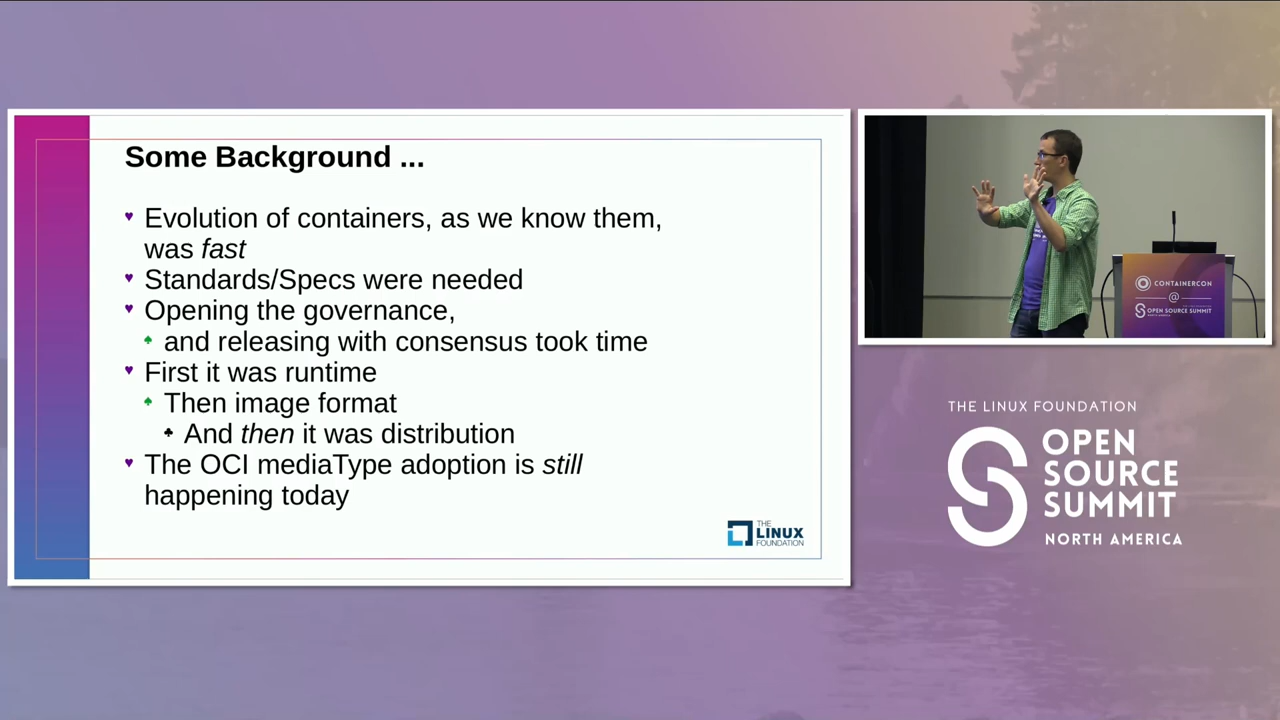 Some Background ...
Evolution of containers, as we know them,
was fast
Standards/Specs were needed
Opening the governance,
and releasing with consensus took time
First it was runtime
Then image format
And then it was distribution
The OCI mediaType adoption is still
happening today
THE
LINUX
FOUNDATION
CONTAINERCON
@
OPEN SOURCE SUMMIT
THE LINUX FOUNDATION
OPEN
SOURCE
SUMMIT
NORTH AMERICA